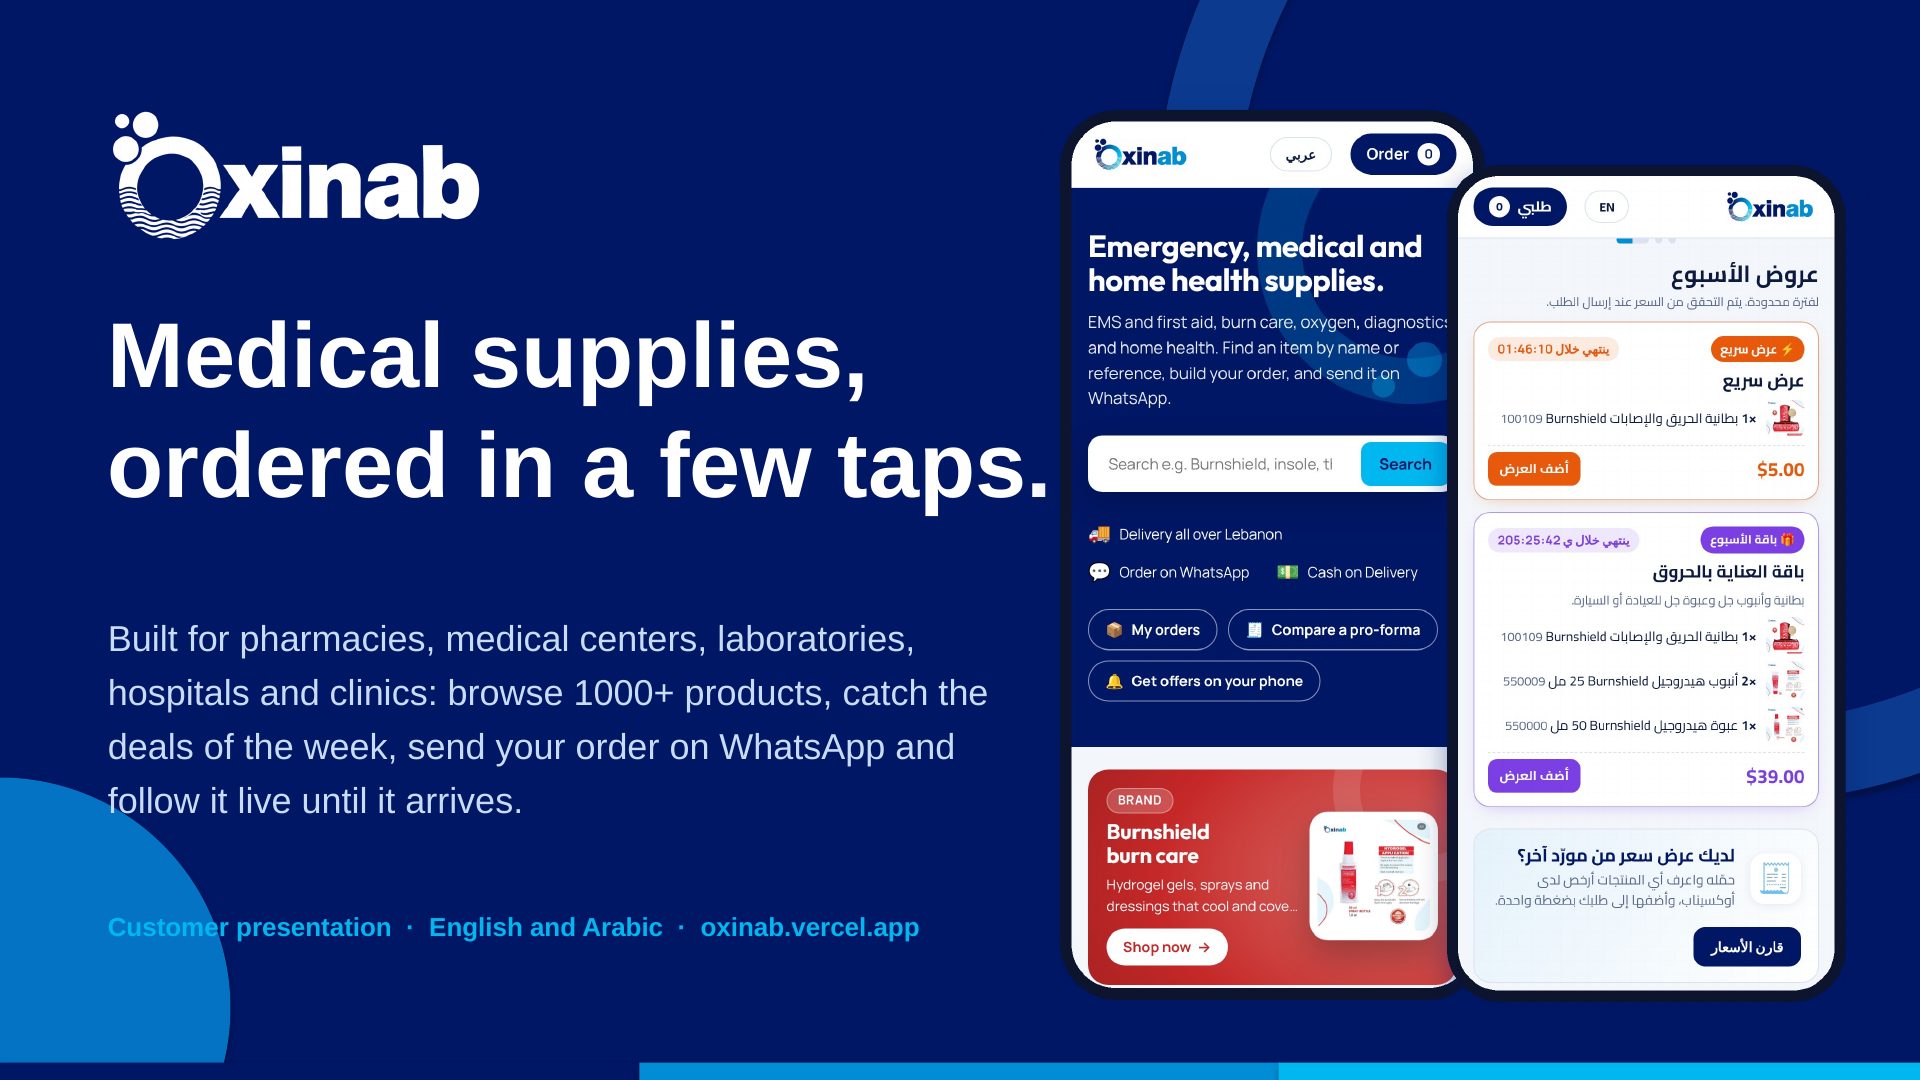 Oxinab
Medical supplies,
ordered in a few taps.
Built for pharmacies, medical centers, laboratories,
hospitals and clinics: browse 1000+ products, catch the
deals of the week, send your order on WhatsApp and
follow it live until it arrives.
Customer presentation · English and Arabic · oxinab.vercel.app
Oxinab
عربي
Order 0
Emergency, medical and
home health supplies.
EMS and first aid, burn care, oxygen, diagnostics
and home health. Find an item by name or
reference, build your order, and send it on
WhatsApp.
Search e.g. Burnshield, insole, tl
Search
Delivery all over Lebanon
Order on WhatsApp
Cash on Delivery
My orders
Compare a pro-forma
Get offers on your phone
BRAND
Burnshield
burn care
Hydrogel gels, sprays and
dressings that cool and cove...
Shop now →
Oxinab
HYDROGEL
APPLICATION
طلبي 0
EN
Oxinab
عروض الأسبوع
لفترة محدودة. يتم التحقق من السعر عند إرسال الطلب.
عرض سريع
ينتهي خلال 01:46:10
عرض سريع
1× بطانية الحريق والإصابات Burnshield 100109
$5.00
أضف العرض
باقة الأسبوع
ينتهي خلال ي 205:25:42
باقة العناية بالحروق
بطانية وأنبوب جل وعبوة جل للعيادة أو السيارة.
1× بطانية الحريق والإصابات Burnshield 100109
2× أنبوب هيدروجيل Burnshield 25 مل 550009
1× عبوة هيدروجيل Burnshield 50 مل 550000
$39.00
أضف العرض
لديك عرض سعر من مورّد آخر؟
حمّله واعرف أي المنتجات أرخص لدى
أوكسيناب، وأضفها إلى طلبك بضغطة واحدة.
قارن الأسعار